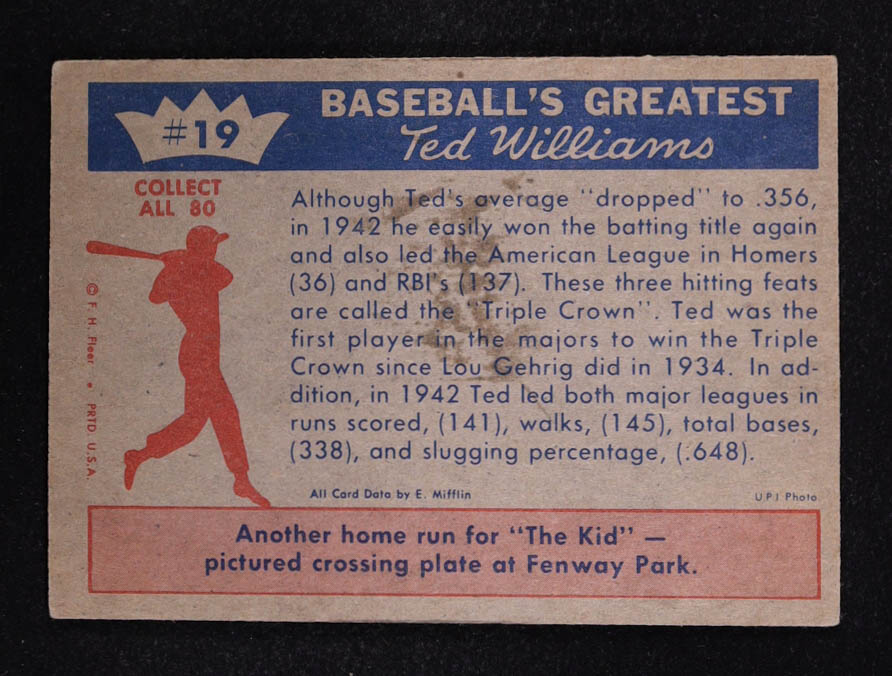 #19
BASEBALL'S GREATEST
Ted Williams
COLLECT
ALL 80
© F. H. Fleer • PRTD U.S.A
Although Ted's average "dropped" to .356,
in 1942 he easily won the batting title again
and also led the American League in Homers
(36) and RBI's (137). These three hitting feats
are called the "Triple Crown". Ted was the
first player in the majors to win the Triple
Crown since Lou Gehrig did in 1934. In ad-
dition, in 1942 Ted led both major leagues in
runs scored, (141), walks, (145), total bases,
(338), and slugging percentage, (.648).
All Card Data by E. Mifflin
UPI Photo
Another home run for "The Kid" —
pictured crossing plate at Fenway Park.